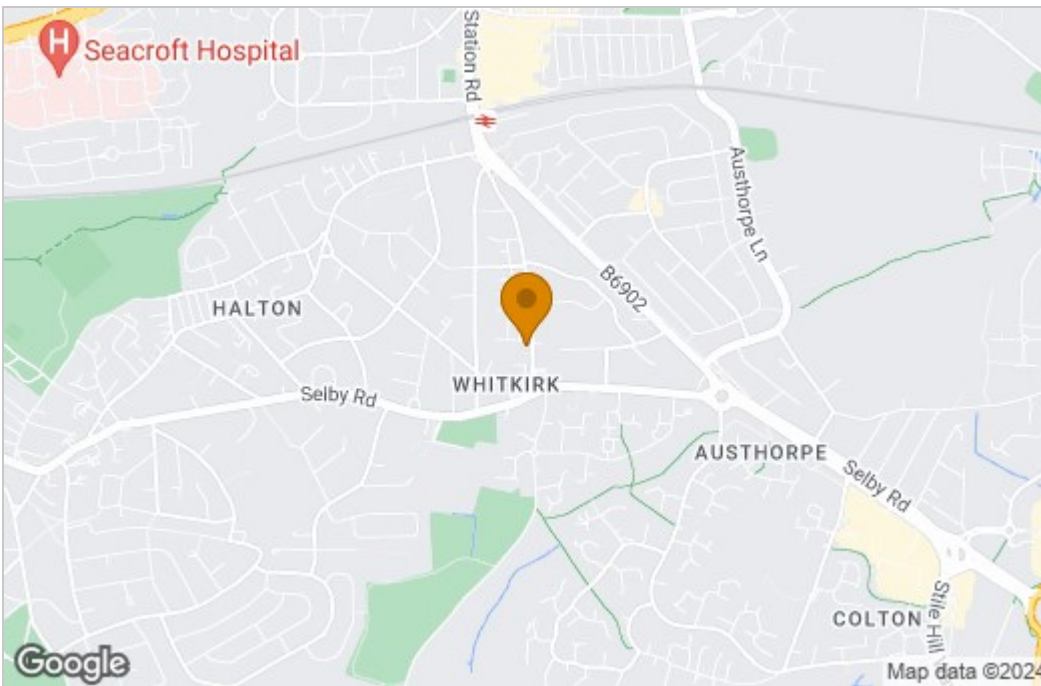 H
Seacroft Hospital
Station Rd
Austhorpe Ln
B6902
HALTON
WHITKIRK
Selby Rd
AUSTHORPE
Selby Rd
COLTON
Stile Hill
Google
Map data ©2024